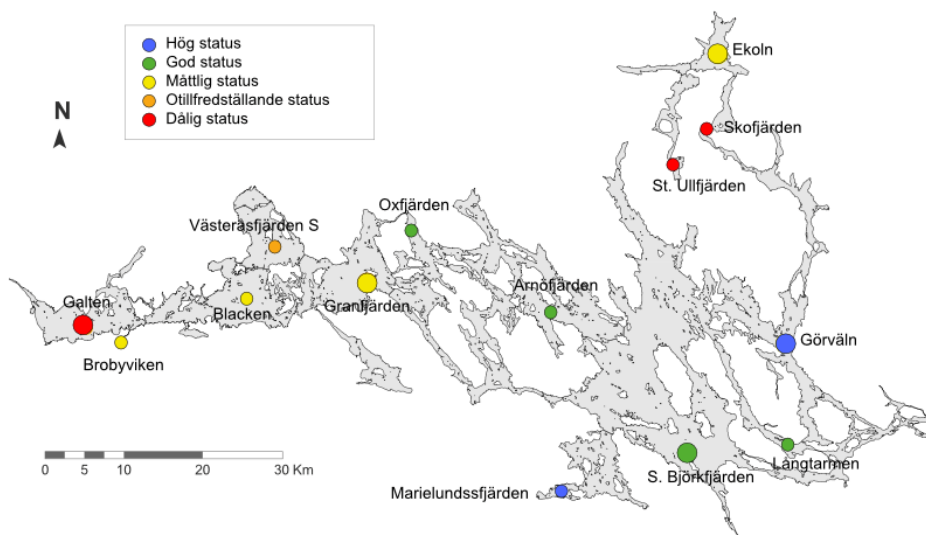 Hög status
God status
Måttlig status
Otillfredställande status
Dålig status
N
Ekoln
Skofjärden
St. Ullfjärden
Oxfjärden
Västeråsfjärden S
Arnöfjärden
Galten
Blacken
Granfjärden
Görväln
Brobyviken
0 5 10 20 30 Km
Långtarmen
S. Björkfjärden
Marielundssfjärden